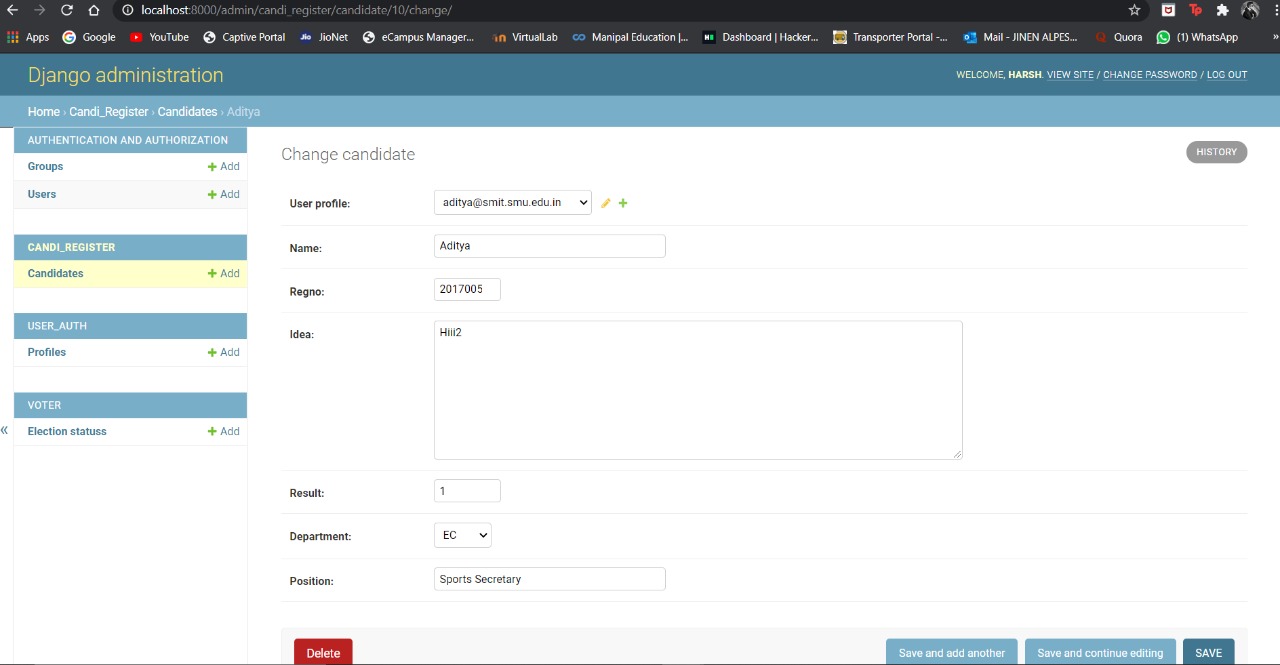 localhost:8000/admin/candi_register/candidate/10/change/
Apps Google YouTube Captive Portal Jio JioNet eCampus Manager... VirtualLab Manipal Education |... Dashboard | Hacker... Transporter Portal -... Mail - JINEN ALPES... Quora (1) WhatsApp »
Django administration
WELCOME, HARSH. VIEW SITE / CHANGE PASSWORD / LOG OUT
Home › Candi_Register › Candidates › Aditya
AUTHENTICATION AND AUTHORIZATION
Groups + Add
Users + Add
CANDI_REGISTER
Candidates + Add
USER_AUTH
Profiles + Add
VOTER
Election statuss + Add
«
Change candidate
HISTORY
User profile: aditya@smit.smu.edu.in
Name: Aditya
Regno: 2017005
Idea: Hiii2
Result: 1
Department: EC
Position: Sports Secretary
Delete Save and add another Save and continue editing SAVE